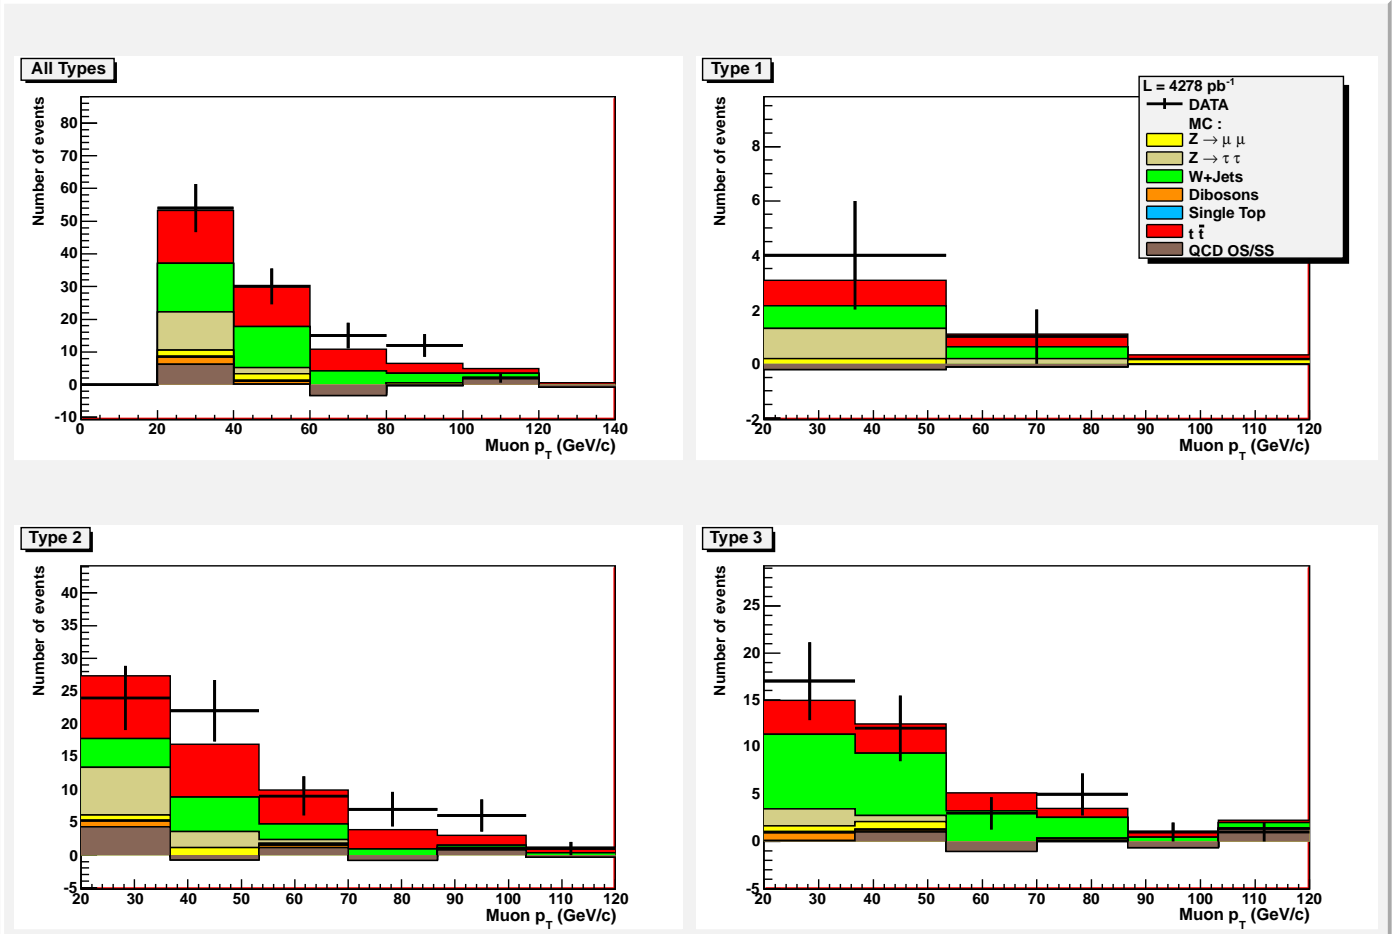 All Types
Number of events
80
70
60
50
40
30
20
10
0
-10
0 20 40 60 80 100 120 140
Muon p_T (GeV/c)
Type 1
Number of events
8
6
4
2
0
-2
20 30 40 50 60 70 80 90 100 110 120
Muon p_T (GeV/c)
L = 4278 pb⁻¹
DATA
MC :
Z → μ μ
Z → τ τ
W+Jets
Dibosons
Single Top
t t̄
QCD OS/SS
Type 2
Number of events
40
35
30
25
20
15
10
5
0
-5
20 30 40 50 60 70 80 90 100 110 120
Muon p_T (GeV/c)
Type 3
Number of events
25
20
15
10
5
0
-5
20 30 40 50 60 70 80 90 100 110 120
Muon p_T (GeV/c)